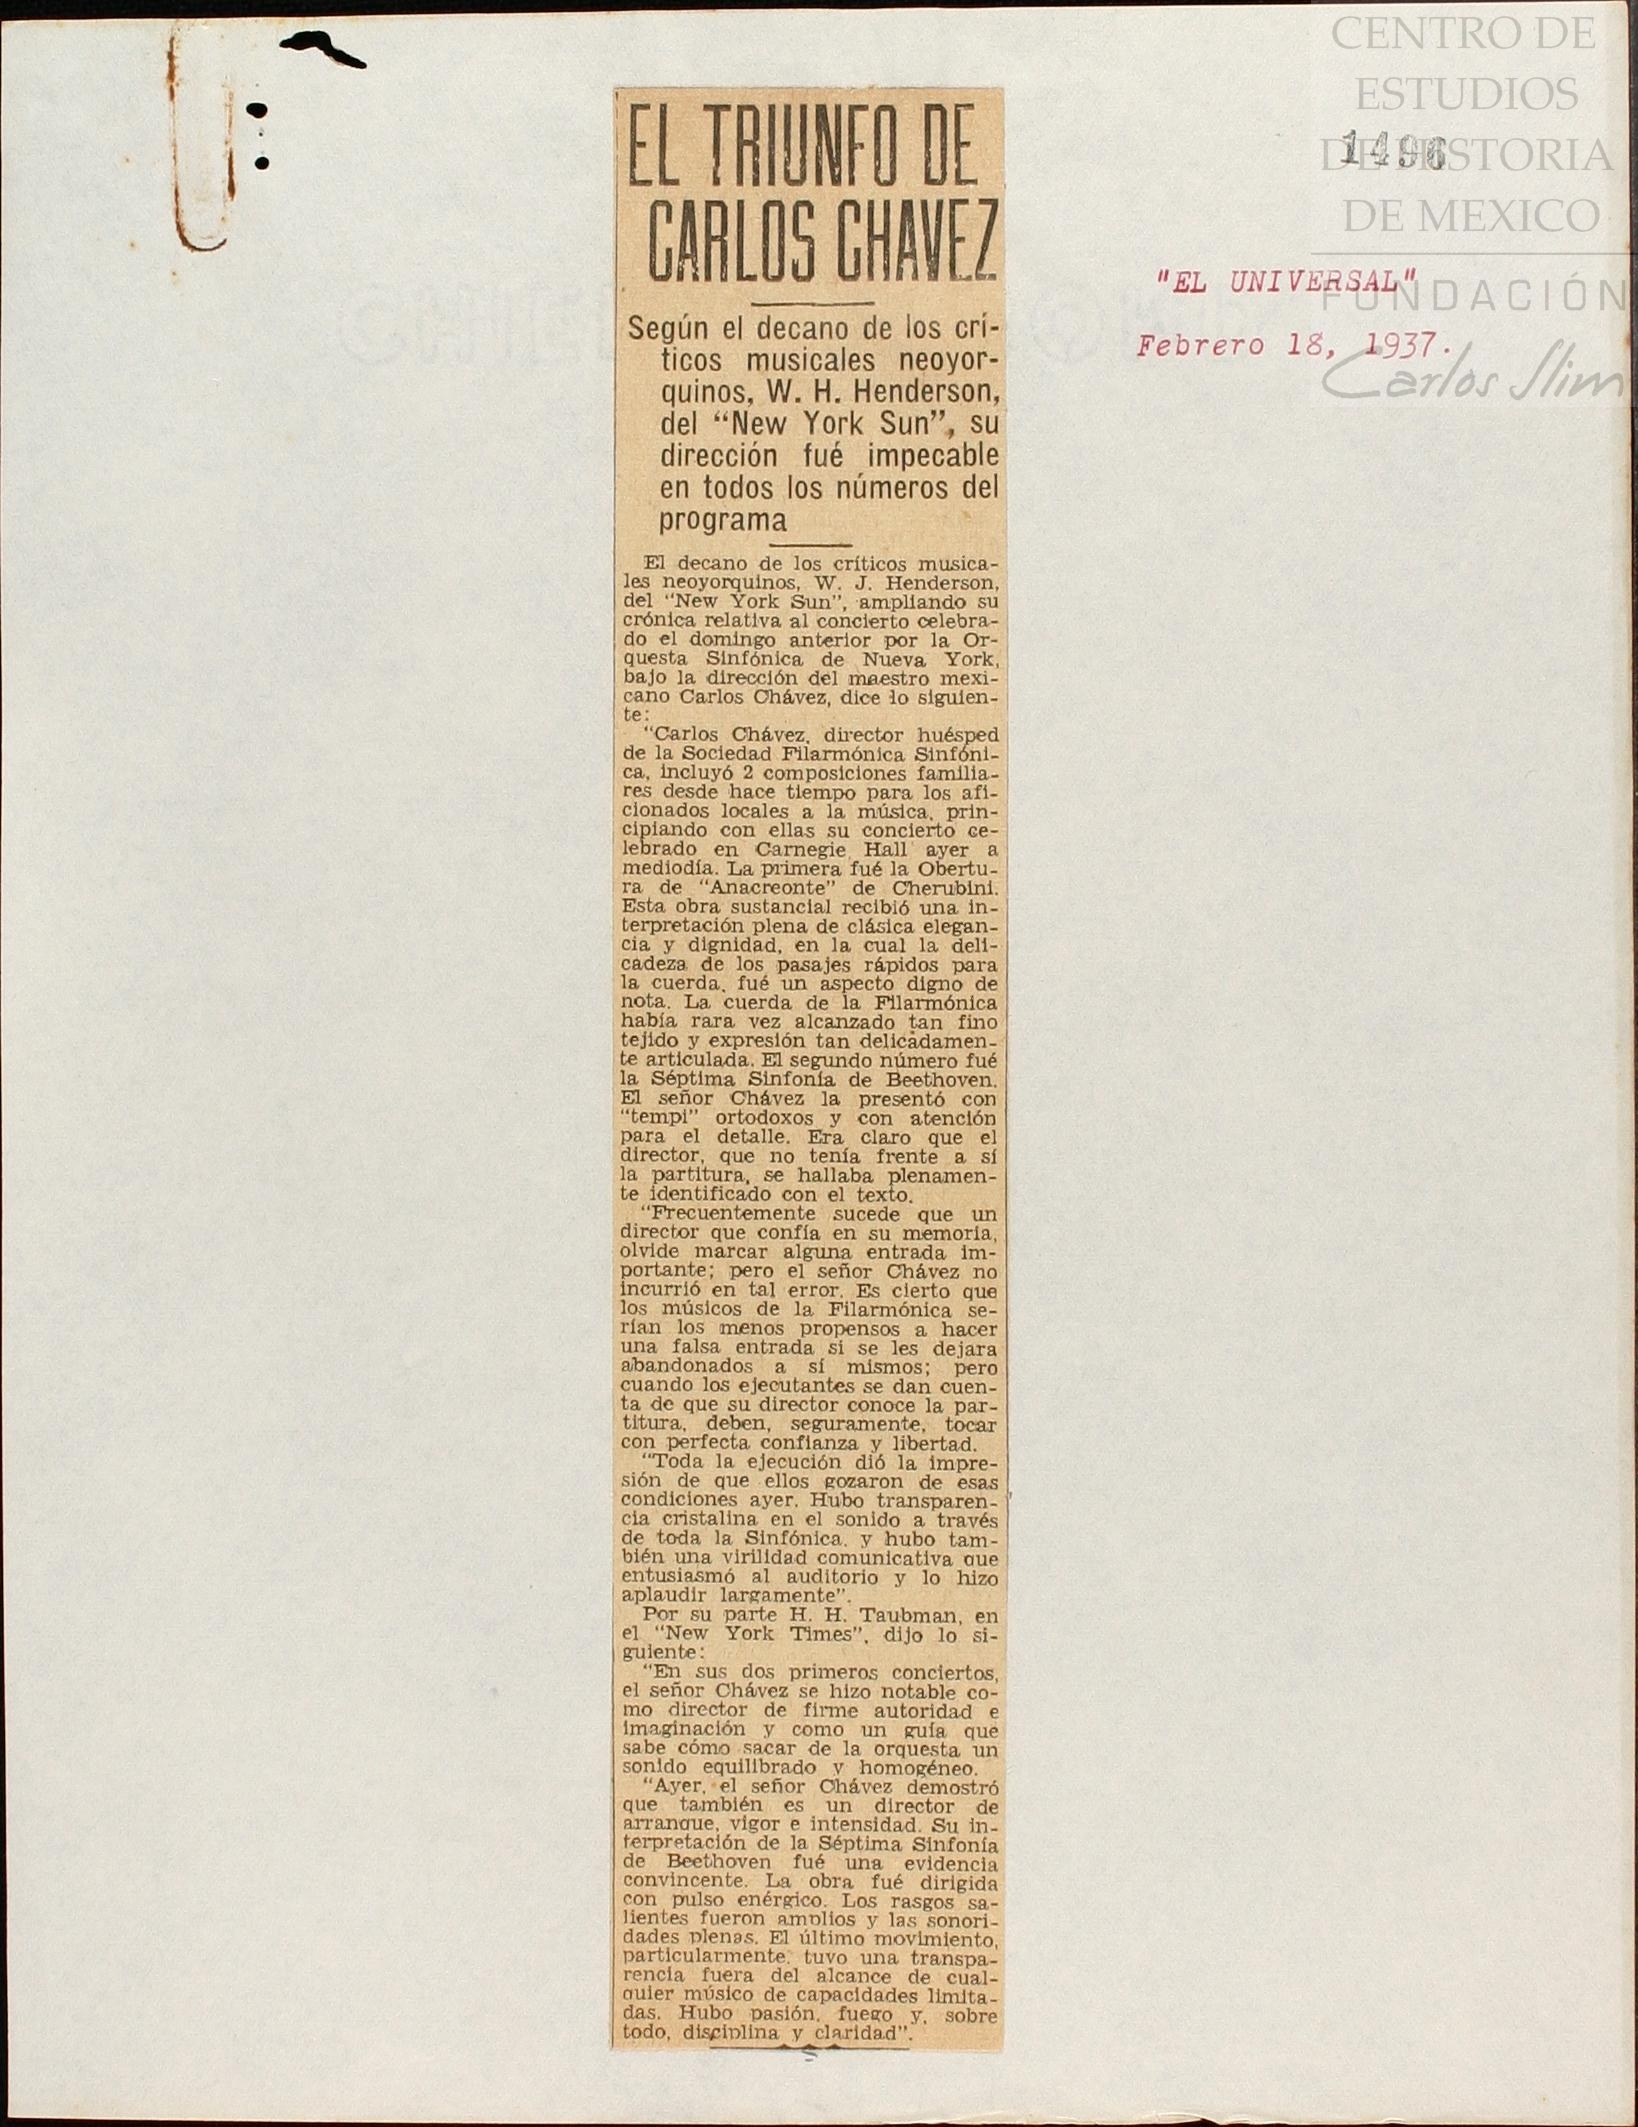 CENTRO DE
ESTUDIOS
DE HISTORIA
DE MEXICO
FUNDACIÓN
Carlos Slim
1496
"EL UNIVERSAL"
Febrero 18, 1937.
EL TRIUNFO DE
CARLOS CHAVEZ
Según el decano de los crí-
ticos musicales neoyor-
quinos, W. H. Henderson,
del “New York Sun”, su
dirección fué impecable
en todos los números del
programa
El decano de los críticos musica-
les neoyorquinos, W. J. Henderson,
del “New York Sun”, ampliando su
crónica relativa al concierto celebra-
do el domingo anterior por la Or-
questa Sinfónica de Nueva York,
bajo la dirección del maestro mexi-
cano Carlos Chávez, dice lo siguien-
te:
“Carlos Chávez, director huésped
de la Sociedad Filarmónica Sinfóni-
ca, incluyó 2 composiciones familia-
res desde hace tiempo para los afi-
cionados locales a la música, prin-
cipiando con ellas su concierto ce-
lebrado en Carnegie Hall ayer a
mediodía. La primera fué la Obertu-
ra de “Anacreonte” de Cherubini.
Esta obra sustancial recibió una in-
terpretación plena de clásica elegan-
cia y dignidad, en la cual la deli-
cadeza de los pasajes rápidos para
la cuerda, fué un aspecto digno de
nota. La cuerda de la Filarmónica
había rara vez alcanzado tan fino
tejido y expresión tan delicadamen-
te articulada. El segundo número fué
la Séptima Sinfonía de Beethoven.
El señor Chávez la presentó con
“tempi” ortodoxos y con atención
para el detalle. Era claro que el
director, que no tenía frente a sí
la partitura, se hallaba plenamen-
te identificado con el texto.
“Frecuentemente sucede que un
director que confía en su memoria,
olvide marcar alguna entrada im-
portante; pero el señor Chávez no
incurrió en tal error. Es cierto que
los músicos de la Filarmónica se-
rían los menos propensos a hacer
una falsa entrada si se les dejara
abandonados a sí mismos; pero
cuando los ejecutantes se dan cuen-
ta de que su director conoce la par-
titura, deben, seguramente, tocar
con perfecta confianza y libertad.
“Toda la ejecución dió la impre-
sión de que ellos gozaron de esas
condiciones ayer. Hubo transparen-
cia cristalina en el sonido a través
de toda la Sinfónica, y hubo tam-
bién una virilidad comunicativa que
entusiasmó al auditorio y lo hizo
aplaudir largamente”.
Por su parte H. H. Taubman, en
el “New York Times”, dijo lo si-
guiente:
“En sus dos primeros conciertos,
el señor Chávez se hizo notable co-
mo director de firme autoridad e
imaginación y como un guía que
sabe cómo sacar de la orquesta un
sonido equilibrado y homogéneo.
“Ayer, el señor Chávez demostró
que también es un director de
arranque, vigor e intensidad. Su in-
terpretación de la Séptima Sinfonía
de Beethoven fué una evidencia
convincente. La obra fué dirigida
con pulso enérgico. Los rasgos sa-
lientes fueron amplios y las sonori-
dades plenas. El último movimiento,
particularmente, tuvo una transpa-
rencia fuera del alcance de cual-
quier músico de capacidades limita-
das. Hubo pasión, fuego y, sobre
todo, disciplina y claridad”.